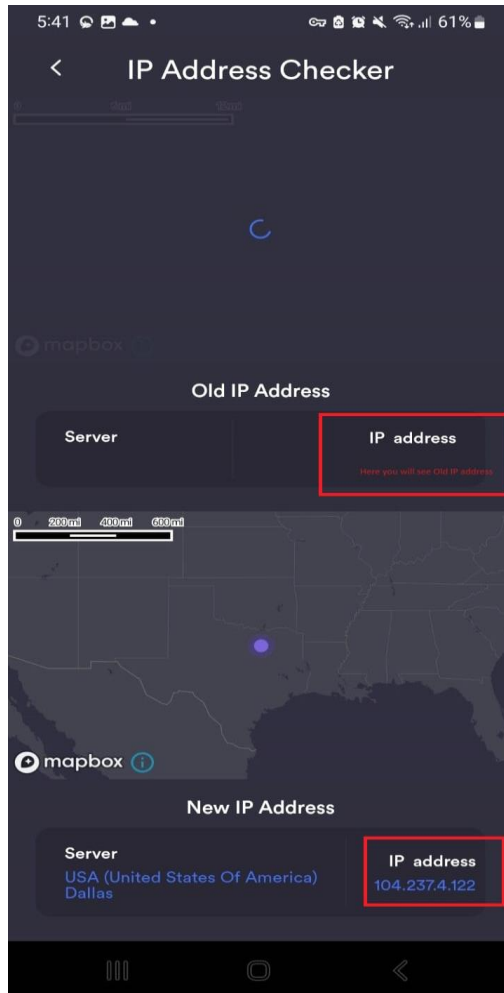 5:41 61%
IP Address Checker
mapbox
Old IP Address
Server
IP address
Here you will see Old IP address
0 200 mi 400 mi 600 mi
mapbox
New IP Address
Server
USA (United States Of America)
Dallas
IP address
104.237.4.122